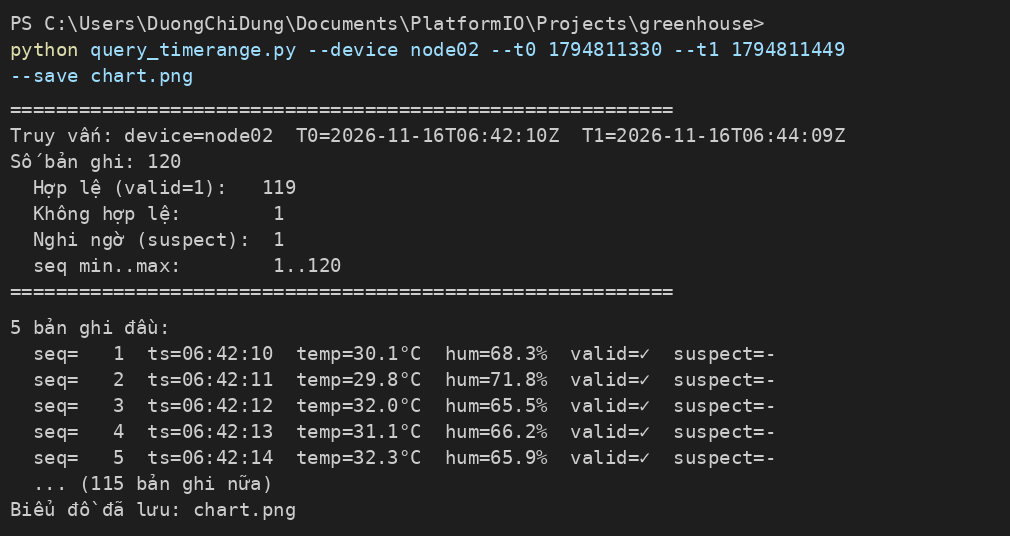 PS C:\Users\DuongChiDung\Documents\PlatformIO\Projects\greenhouse>
python query_timerange.py --device node02 --t0 1794811330 --t1 1794811449
--save chart.png
==========================================================
Truy vấn: device=node02  T0=2026-11-16T06:42:10Z  T1=2026-11-16T06:44:09Z
Số bản ghi: 120
  Hợp lệ (valid=1):   119
  Không hợp lệ:        1
  Nghi ngờ (suspect):  1
  seq min..max:        1..120
==========================================================
5 bản ghi đầu:
  seq=   1  ts=06:42:10  temp=30.1°C  hum=68.3%  valid=✓  suspect=-
  seq=   2  ts=06:42:11  temp=29.8°C  hum=71.8%  valid=✓  suspect=-
  seq=   3  ts=06:42:12  temp=32.0°C  hum=65.5%  valid=✓  suspect=-
  seq=   4  ts=06:42:13  temp=31.1°C  hum=66.2%  valid=✓  suspect=-
  seq=   5  ts=06:42:14  temp=32.3°C  hum=65.9%  valid=✓  suspect=-
  ... (115 bản ghi nữa)
Biểu đồ đã lưu: chart.png